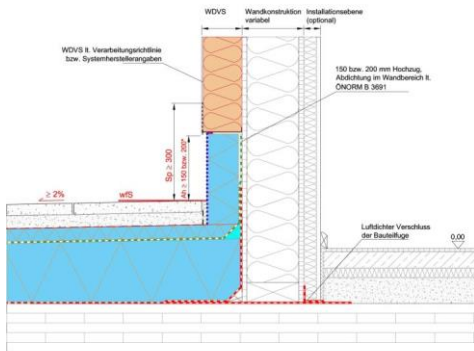 WDVS
Wandkonstruktion
variabel
Installationsebene
(optional)
WDVS lt. Verarbeitungsrichtlinie
bzw. Systemherstellerangaben
150 bzw. 200 mm Hochzug,
Abdichtung im Wandbereich lt.
ÖNORM B 3691
Sp ≥ 300
Ah ≥ 150 bzw. 200*
≥ 2%
wfS
Luftdichter Verschluss
der Bauteilfuge
0,00